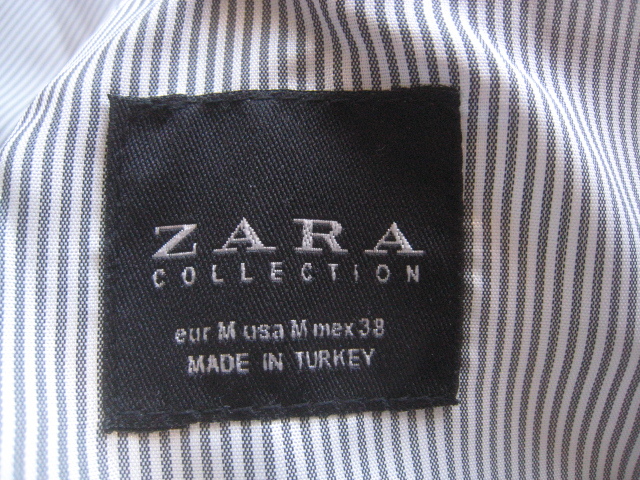 ZARA
COLLECTION
eur M usa M mex 38
MADE IN TURKEY